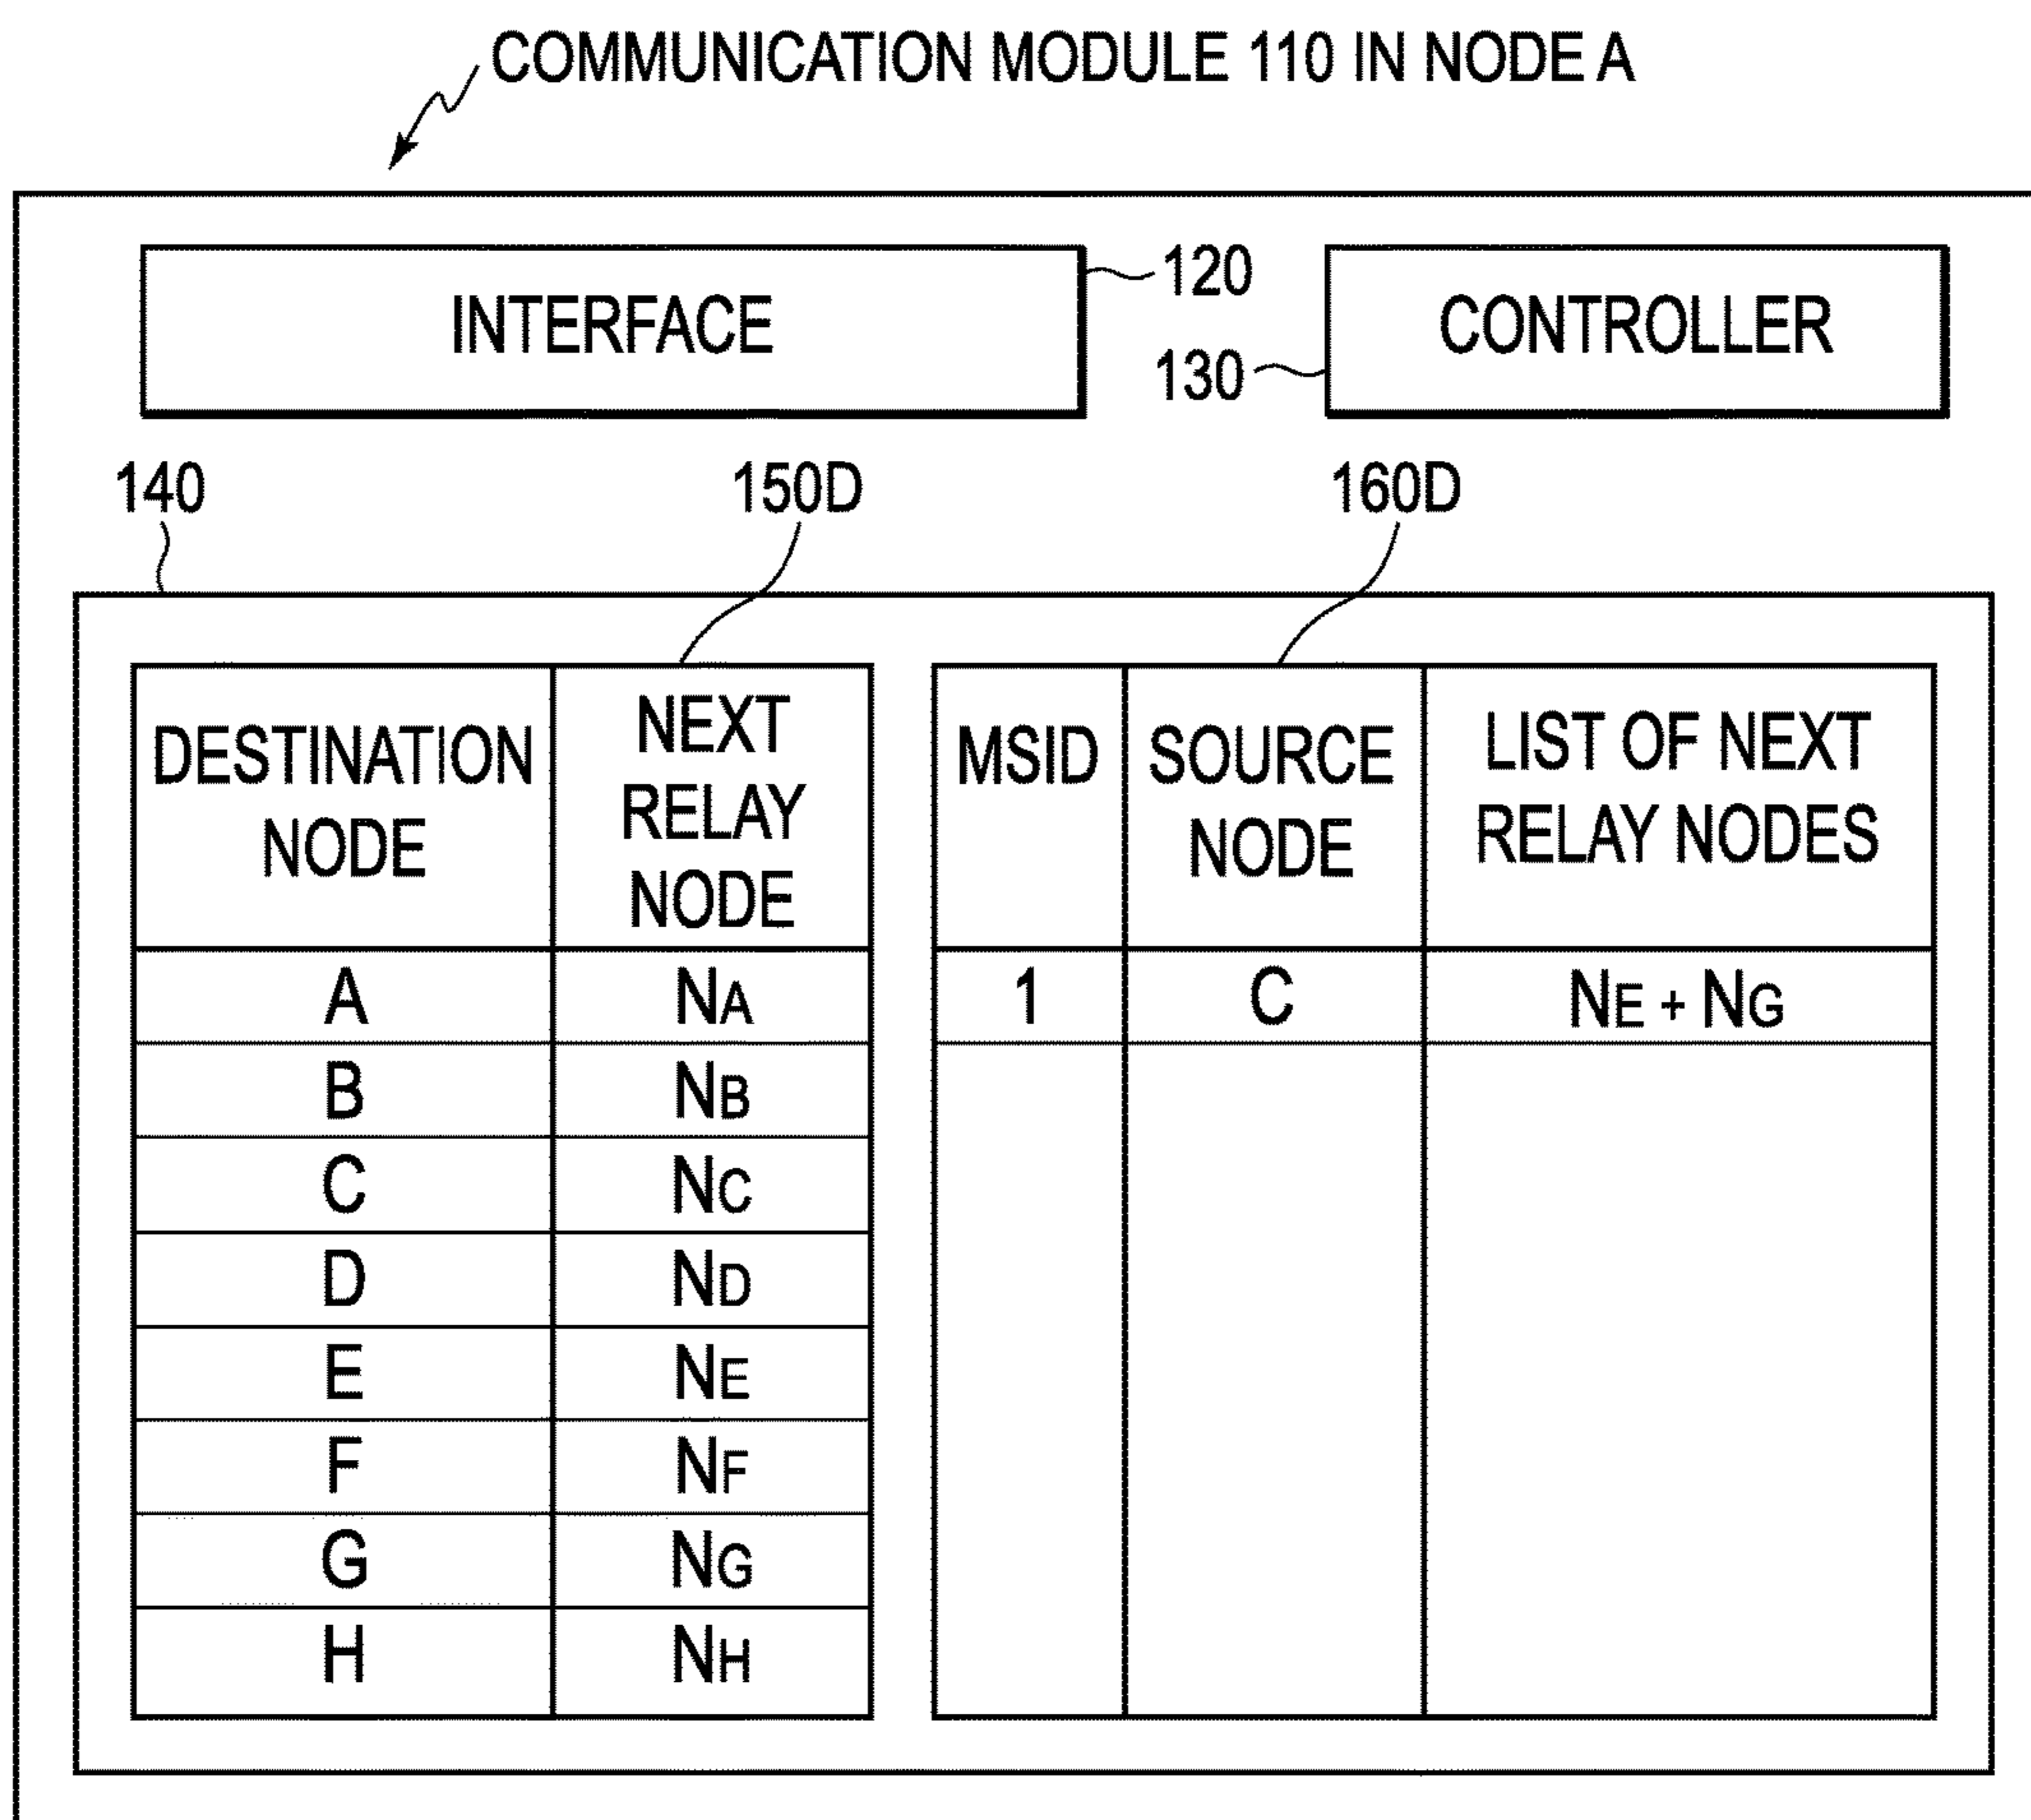 COMMUNICATION MODULE 110 IN NODE A
INTERFACE
120
130
CONTROLLER
140
150D
160D
DESTINATION
NODE
NEXT
RELAY
NODE
A NA
B NB
C NC
D ND
E NE
F NF
G NG
H NH
MSID
SOURCE
NODE
LIST OF NEXT
RELAY NODES
1 C NE + NG